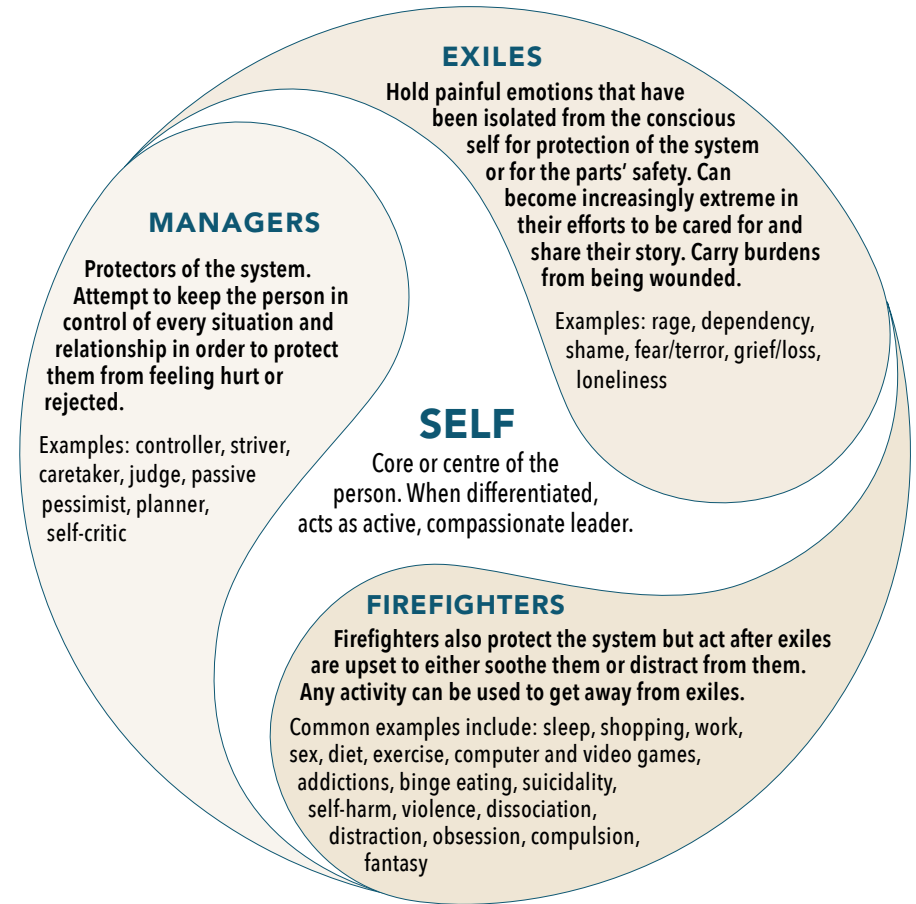 EXILES
Hold painful emotions that have
been isolated from the conscious
self for protection of the system
or for the parts’ safety. Can
become increasingly extreme in
their efforts to be cared for and
share their story. Carry burdens
from being wounded.
Examples: rage, dependency,
shame, fear/terror, grief/loss,
loneliness
MANAGERS
Protectors of the system.
Attempt to keep the person in
control of every situation and
relationship in order to protect
them from feeling hurt or
rejected.
Examples: controller, striver,
caretaker, judge, passive
pessimist, planner,
self-critic
SELF
Core or centre of the
person. When differentiated,
acts as active, compassionate leader.
FIREFIGHTERS
Firefighters also protect the system but act after exiles
are upset to either soothe them or distract from them.
Any activity can be used to get away from exiles.
Common examples include: sleep, shopping, work,
sex, diet, exercise, computer and video games,
addictions, binge eating, suicidality,
self-harm, violence, dissociation,
distraction, obsession, compulsion,
fantasy